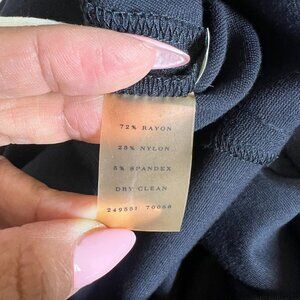 72% RAYON
23% NYLON
5% SPANDEX
DRY CLEAN
249551 70088